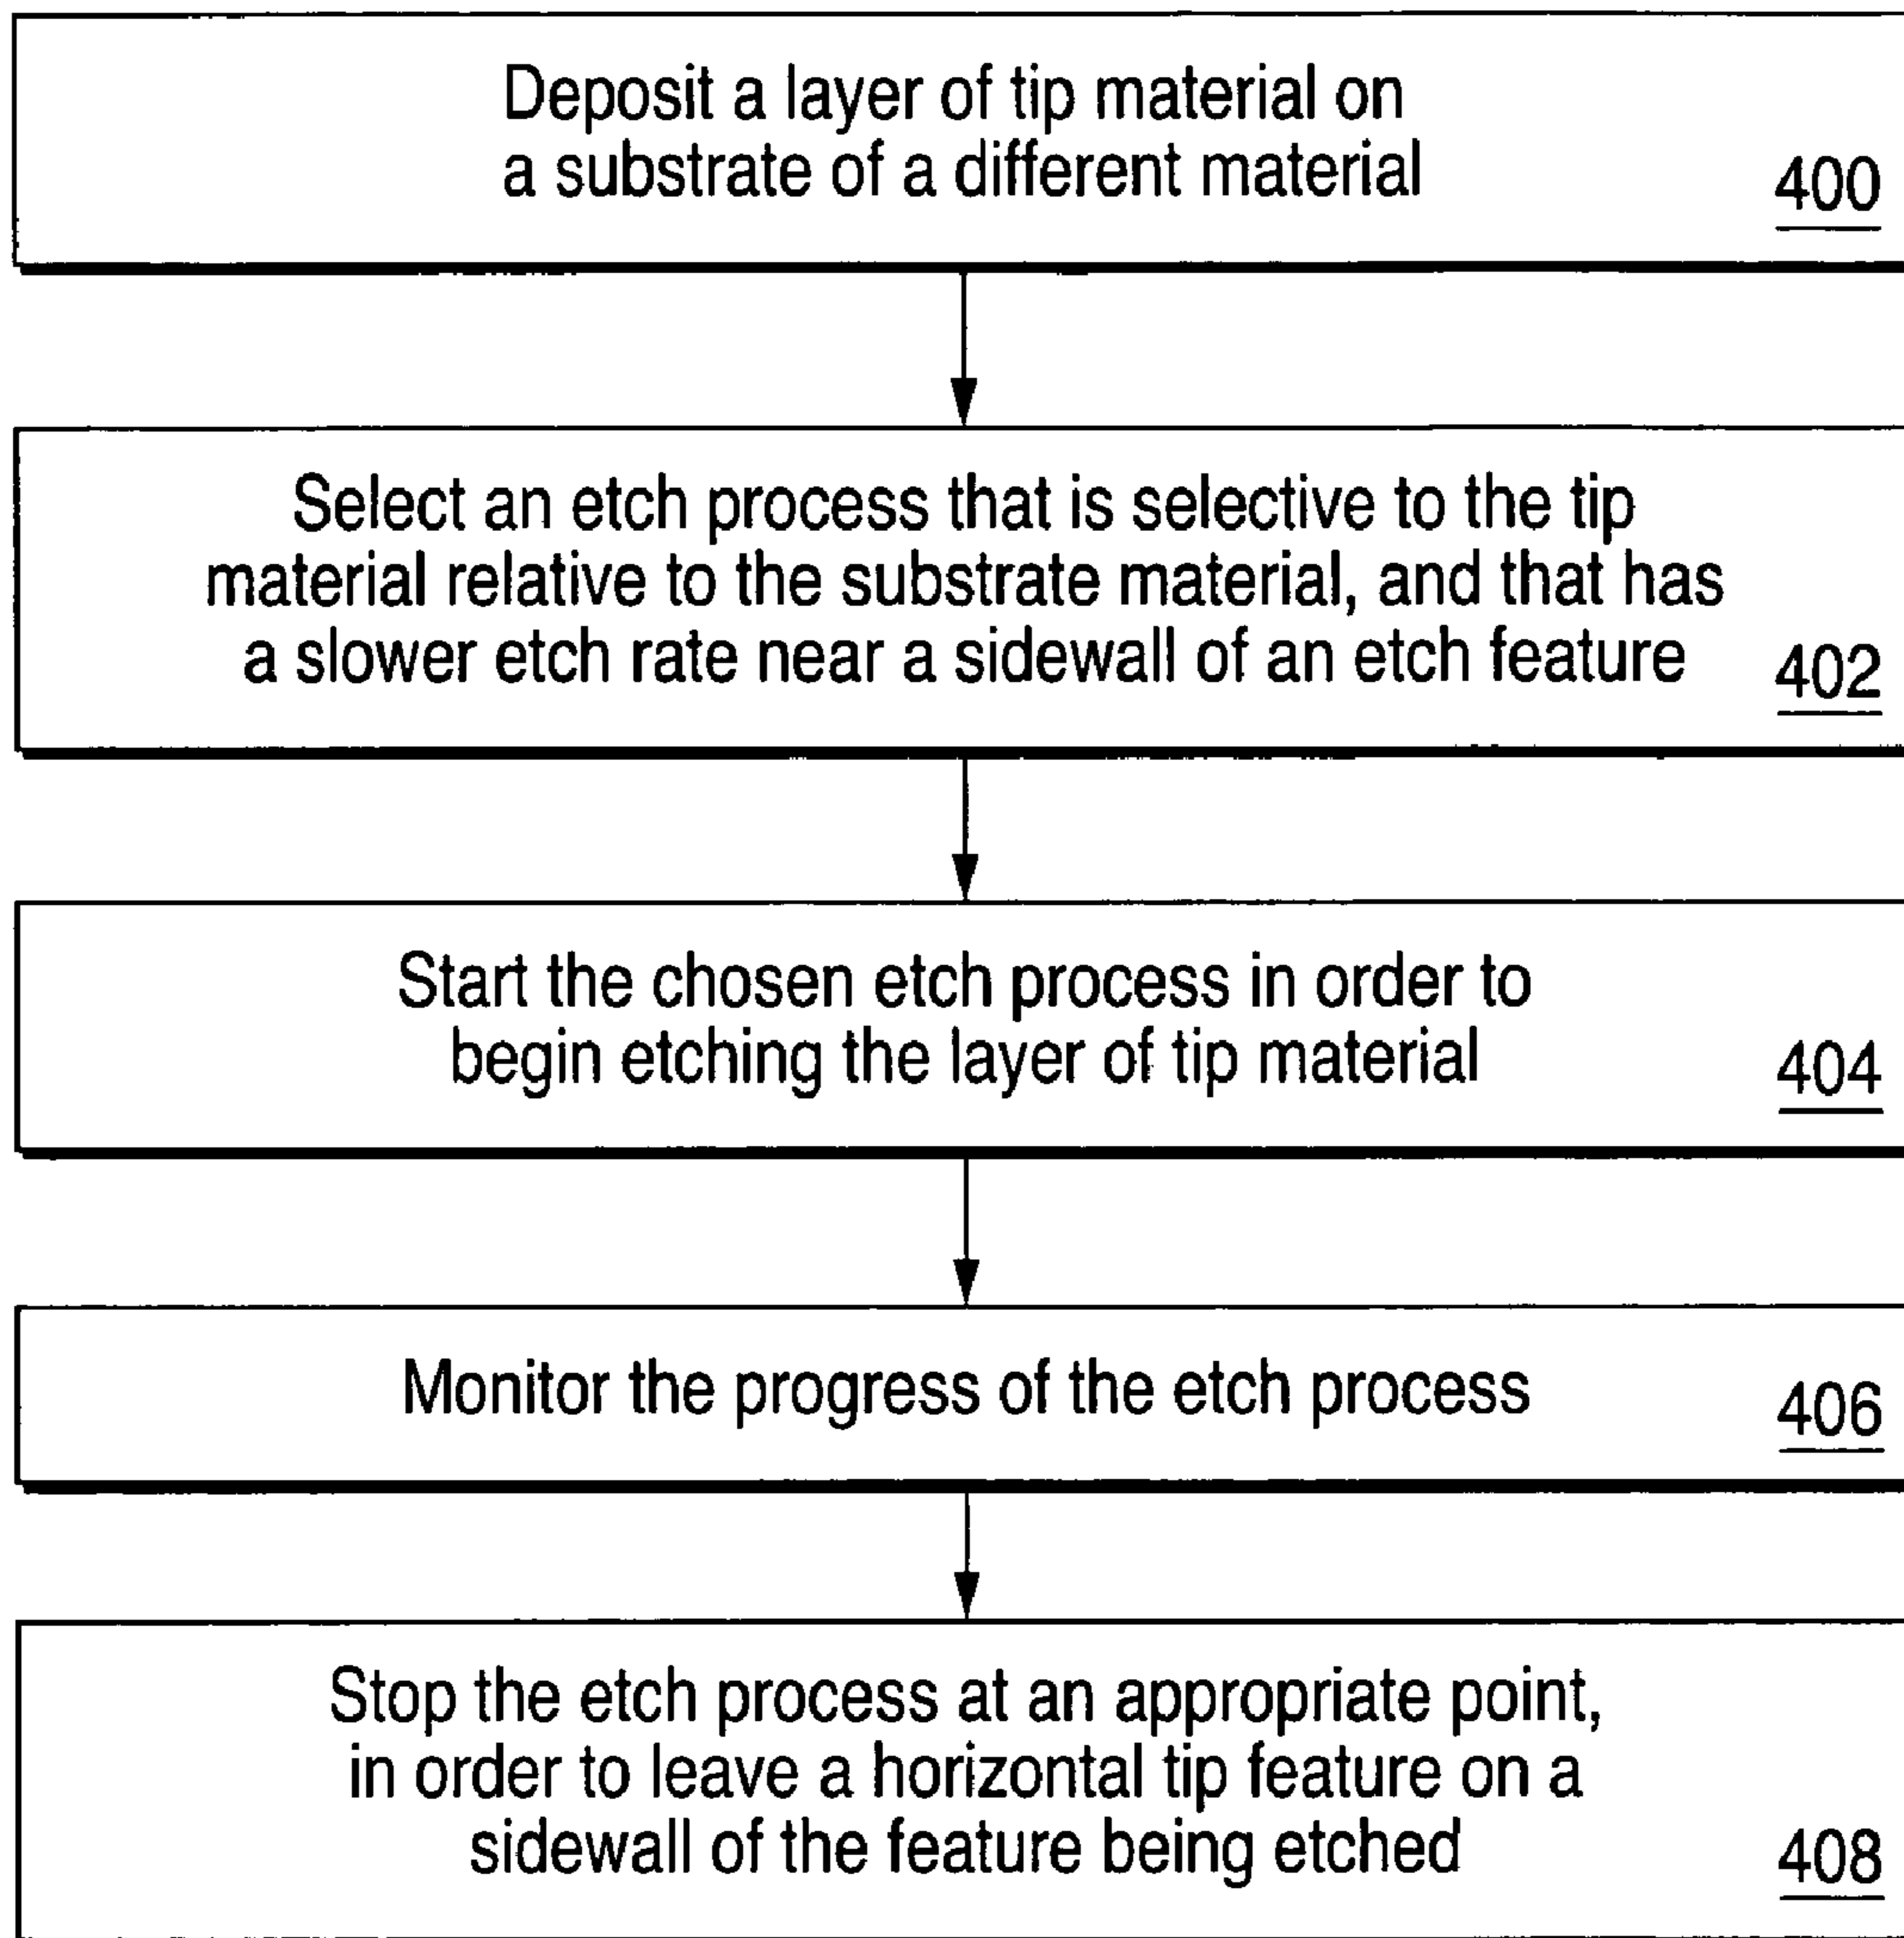 Deposit a layer of tip material on
a substrate of a different material
400
Select an etch process that is selective to the tip
material relative to the substrate material, and that has
a slower etch rate near a sidewall of an etch feature
402
Start the chosen etch process in order to
begin etching the layer of tip material
404
Monitor the progress of the etch process
406
Stop the etch process at an appropriate point,
in order to leave a horizontal tip feature on a
sidewall of the feature being etched
408